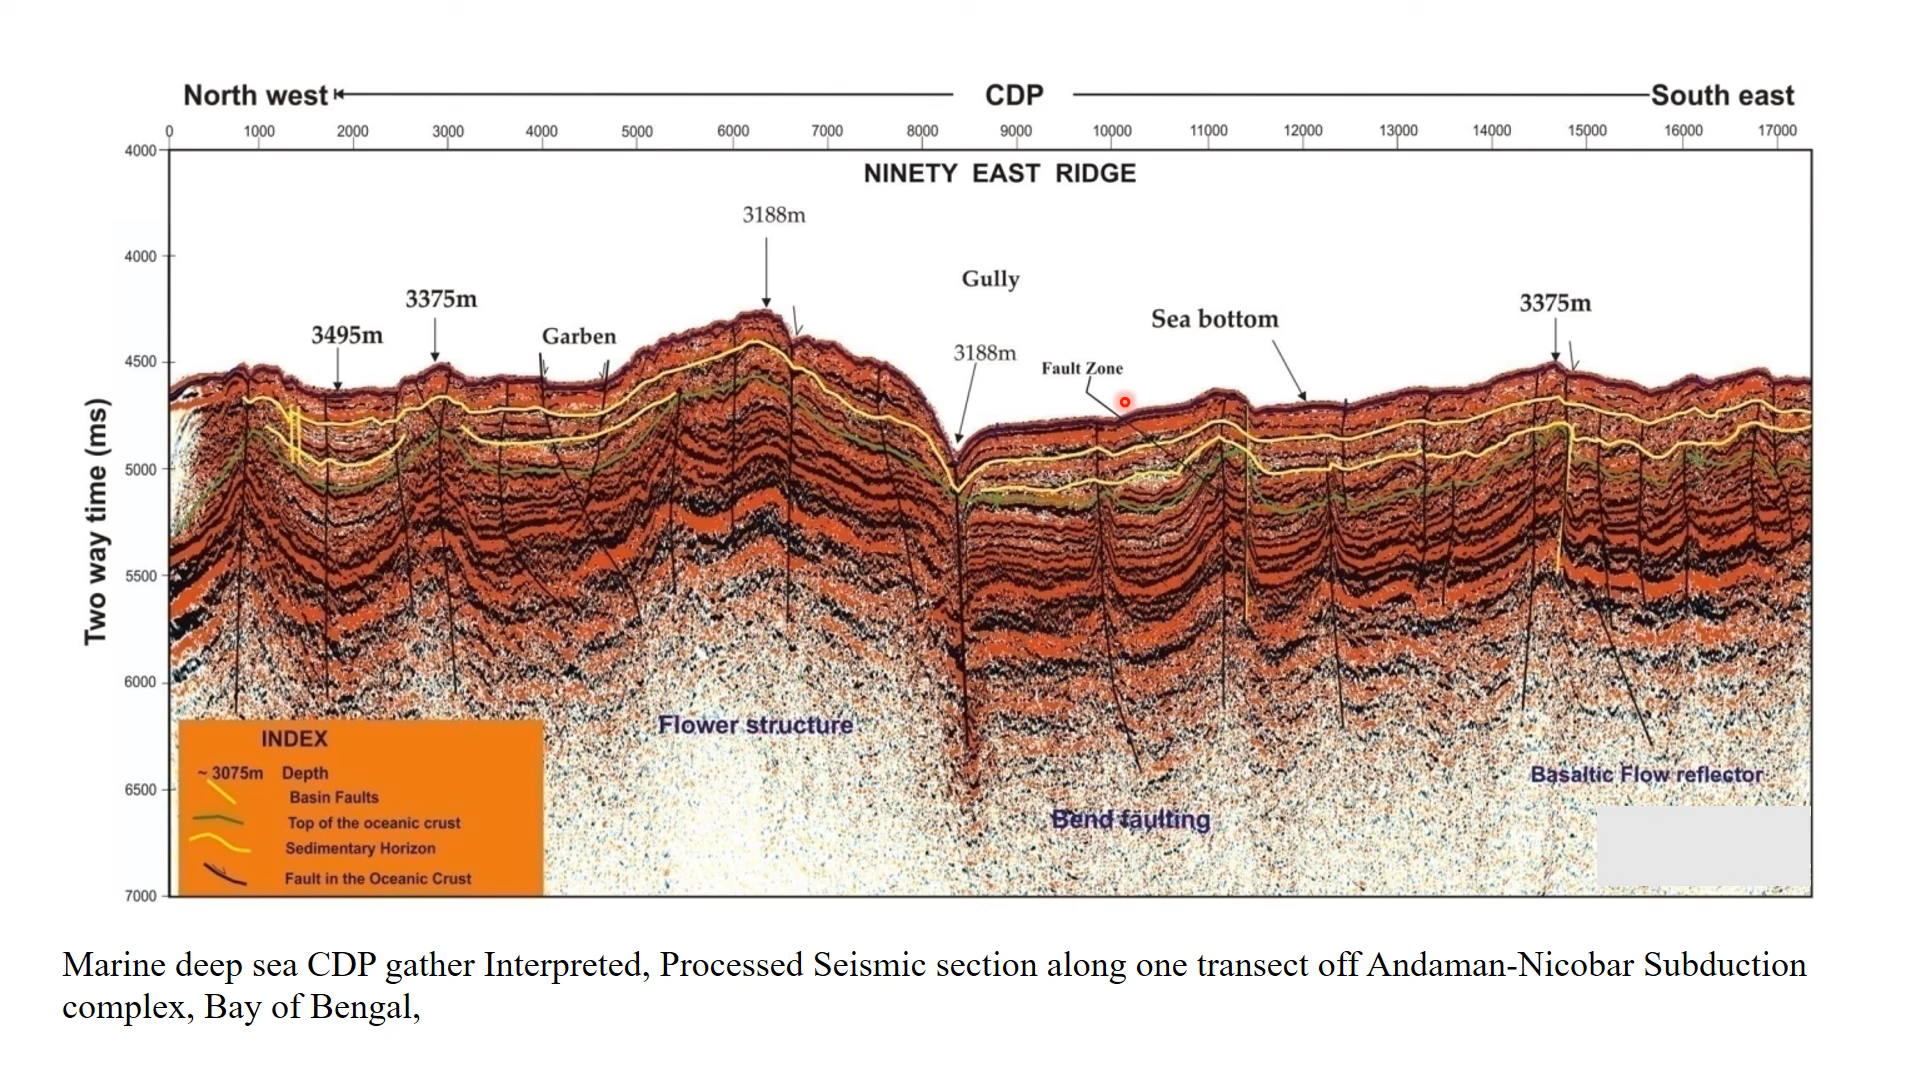 North west CDP South east
0 1000 2000 3000 4000 5000 6000 7000 8000 9000 10000 11000 12000 13000 14000 15000 16000 17000
4000
NINETY EAST RIDGE
3188m
4000
Gully
3375m
3495m
Garben
Sea bottom
3375m
4500
3188m
Fault Zone
Two way time (ms)
5000
5500
6000
Flower structure
INDEX
~ 3075m Depth
Basin Faults
Top of the oceanic crust
Sedimentary Horizon
Fault in the Oceanic Crust
Basaltic Flow reflector
6500
Bend faulting
7000
Marine deep sea CDP gather Interpreted, Processed Seismic section along one transect off Andaman-Nicobar Subduction
complex, Bay of Bengal,